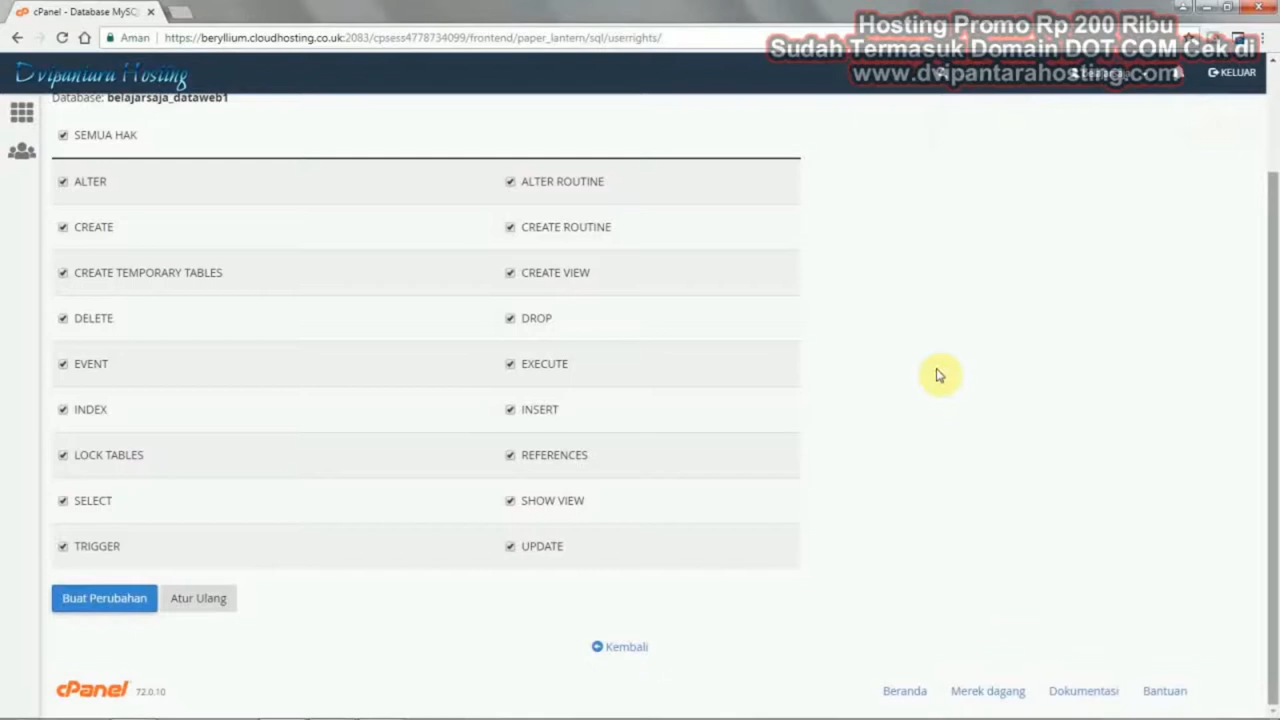 cPanel - Database MySQ
Hosting Promo Rp 200 Ribu
Sudah Termasuk Domain DOT COM Cek di
www.dvipantarahosting.com
Aman
https://beryllium.cloudhosting.co.uk:2083/cpsess4778734099/frontend/paper_lantern/sql/userrights/
Dvipantara Hosting
KELUAR
Database: belajarsaja_dataweb1
SEMUA HAK
ALTER
ALTER ROUTINE
CREATE
CREATE ROUTINE
CREATE TEMPORARY TABLES
CREATE VIEW
DELETE
DROP
EVENT
EXECUTE
INDEX
INSERT
LOCK TABLES
REFERENCES
SELECT
SHOW VIEW
TRIGGER
UPDATE
Buat Perubahan
Atur Ulang
Kembali
cPanel 72.0.10
Beranda
Merek dagang
Dokumentasi
Bantuan